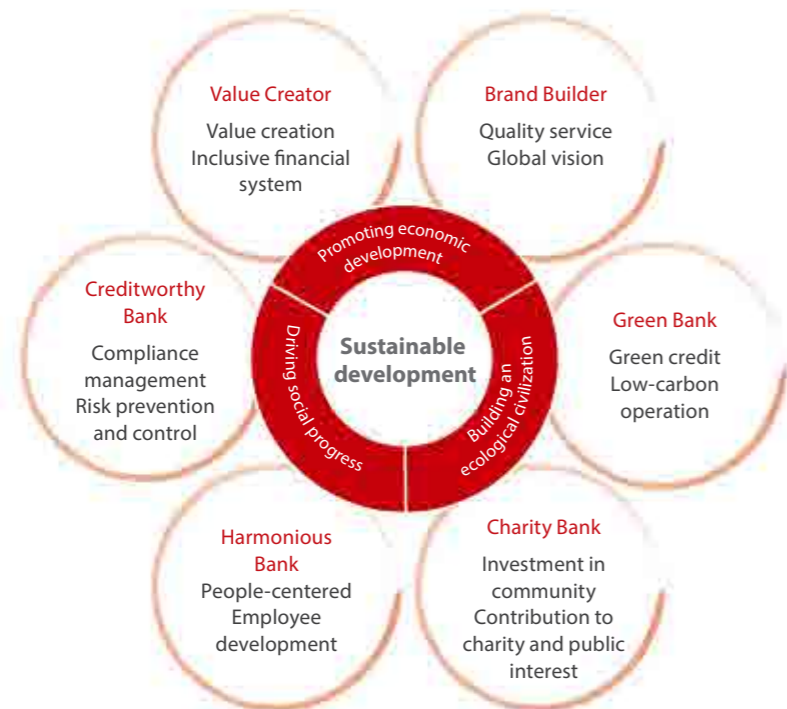 Value Creator
Value creation
Inclusive financial
system
Brand Builder
Quality service
Global vision
Promoting economic
development
Creditworthy
Bank
Compliance
management
Risk prevention
and control
Driving social progress
Sustainable
development
Building an
ecological civilization
Green Bank
Green credit
Low-carbon
operation
Harmonious
Bank
People-centered
Employee
development
Charity Bank
Investment in
community
Contribution to
charity and public
interest